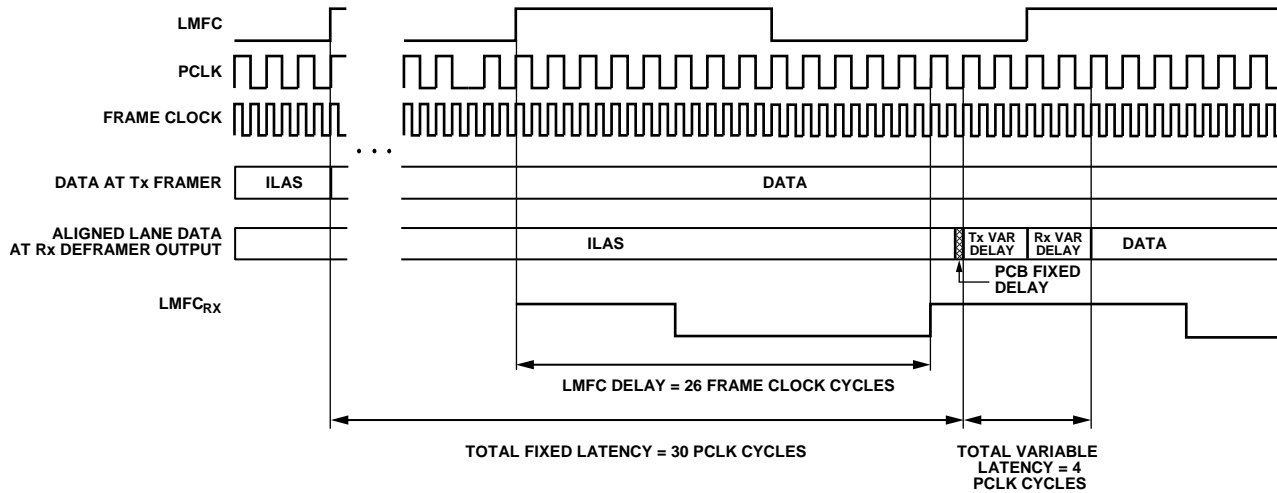 LMFC
PCLK
FRAME CLOCK
...
DATA AT Tx FRAMER
ILAS
DATA
ALIGNED LANE DATA
AT Rx DEFRAMER OUTPUT
ILAS
Tx VAR
DELAY
Rx VAR
DELAY
DATA
PCB FIXED
DELAY
LMFCRX
LMFC DELAY = 26 FRAME CLOCK CYCLES
TOTAL FIXED LATENCY = 30 PCLK CYCLES
TOTAL VARIABLE
LATENCY = 4
PCLK CYCLES